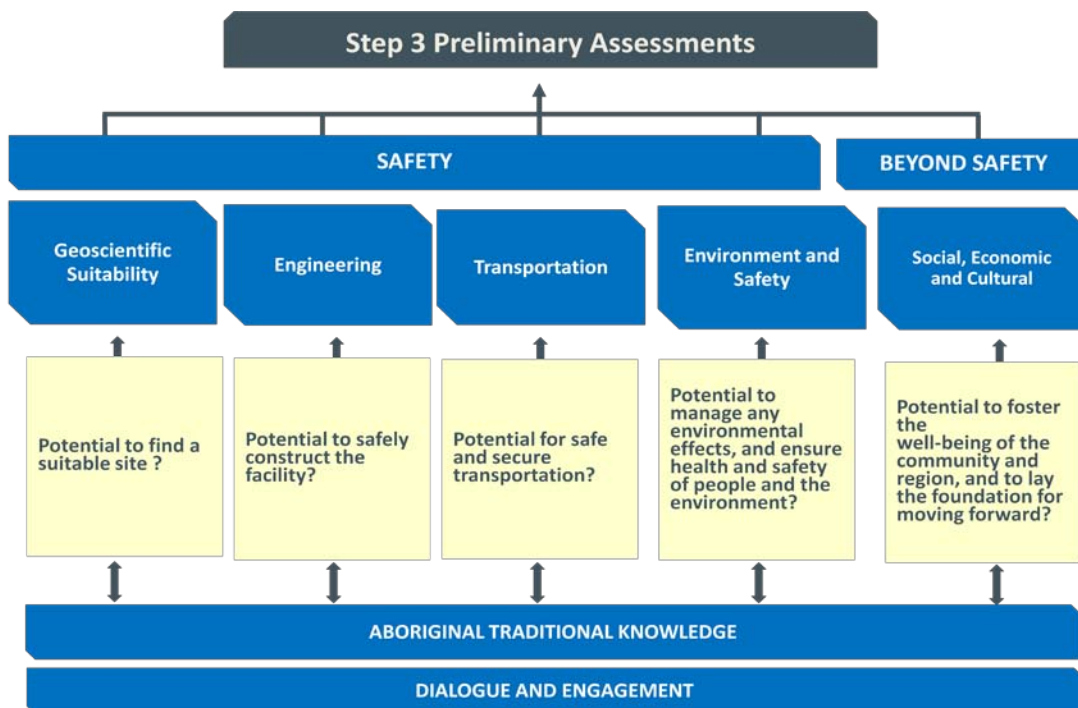 Step 3 Preliminary Assessments
SAFETY
BEYOND SAFETY
Geoscientific
Suitability
Engineering
Transportation
Environment and
Safety
Social, Economic
and Cultural
Potential to find a
suitable site ?
Potential to safely
construct the
facility?
Potential for safe
and secure
transportation?
Potential to
manage any
environmental
effects, and ensure
health and safety
of people and the
environment?
Potential to foster
the
well-being of the
community and
region, and to lay
the foundation for
moving forward?
ABORIGINAL TRADITIONAL KNOWLEDGE
DIALOGUE AND ENGAGEMENT